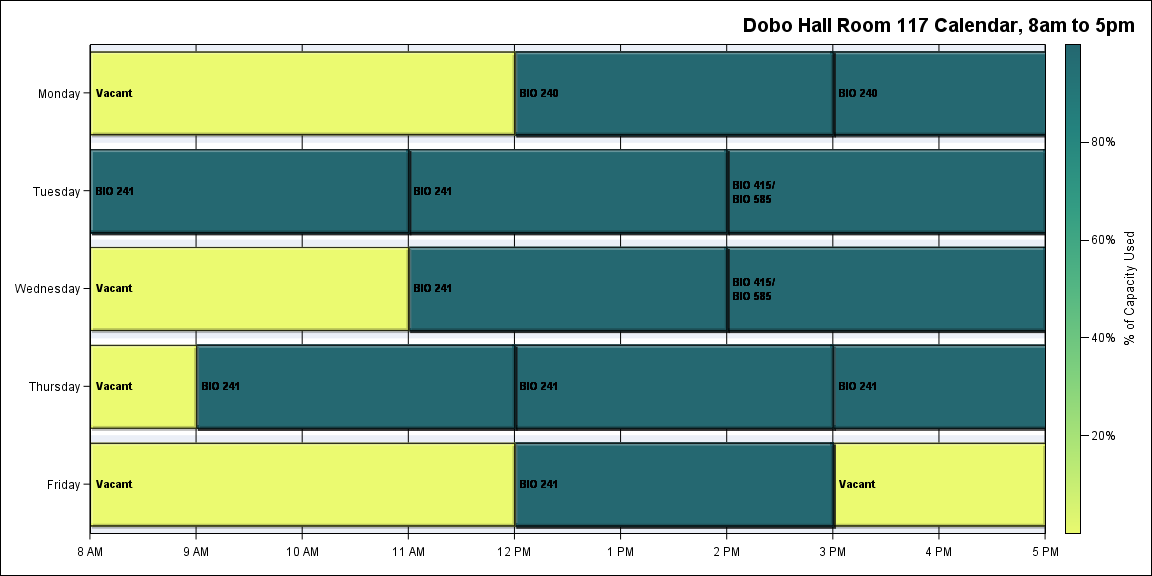 Dobo Hall Room 117 Calendar, 8am to 5pm
Monday
Vacant
BIO 240
BIO 240
80%
Tuesday
BIO 241
BIO 241
BIO 415/
BIO 585
60%
% of Capacity Used
Wednesday
Vacant
BIO 241
BIO 415/
BIO 585
40%
Thursday
Vacant
BIO 241
BIO 241
BIO 241
20%
Friday
Vacant
BIO 241
Vacant
8 AM
9 AM
10 AM
11 AM
12 PM
1 PM
2 PM
3 PM
4 PM
5 PM